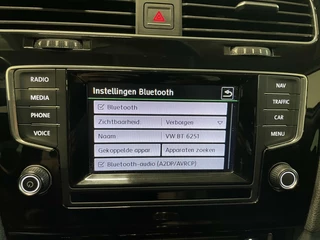 Instellingen Bluetooth
RADIO
MEDIA
PHONE
VOICE
Bluetooth
Zichtbaarheid: Verborgen
Naam VW BT-6251
Gekoppelde appar. Apparaten zoeken
Bluetooth-audio (A2DP/AVRCP)
NAV
TRAFFIC
CAR
MENU